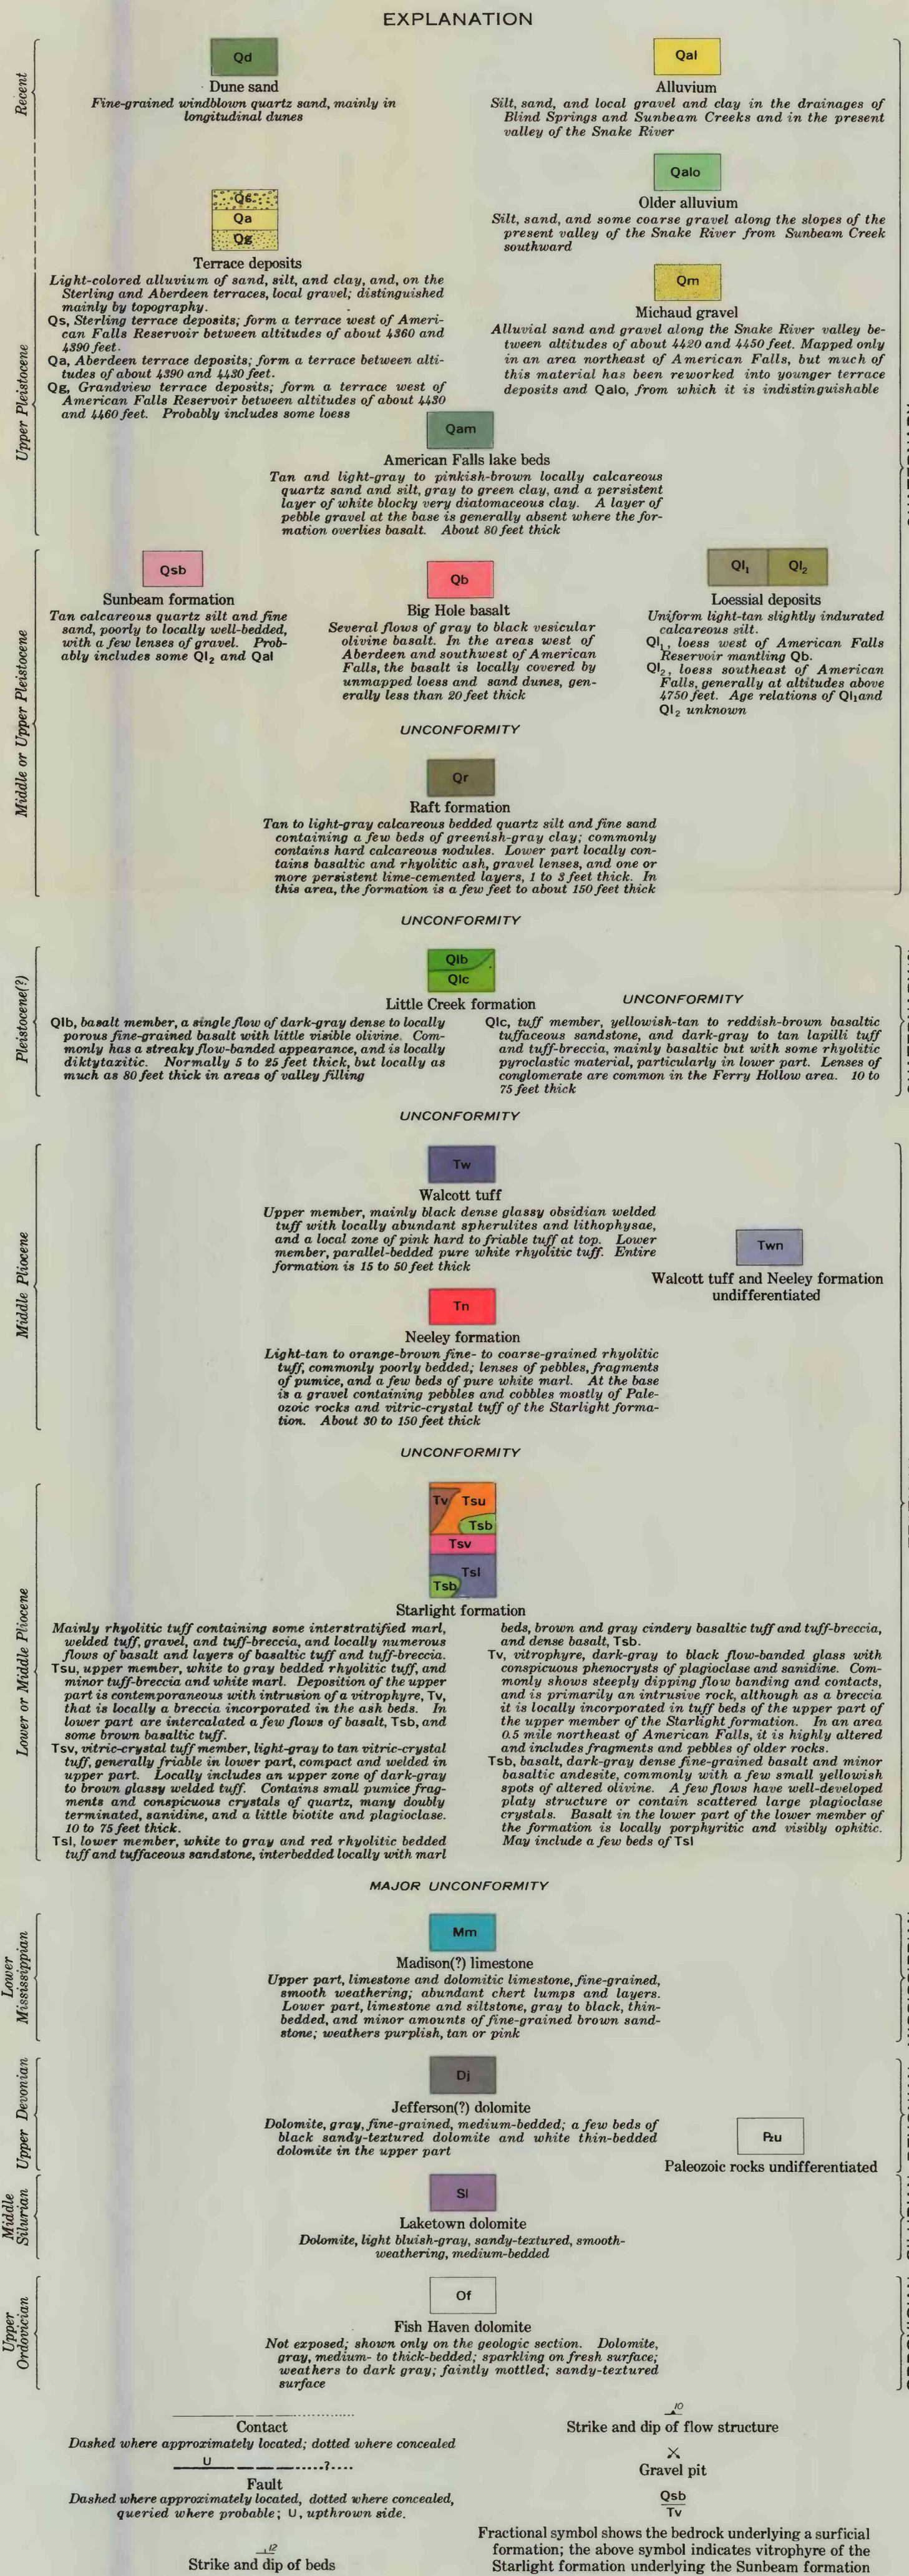 EXPLANATION
Recent
Qd
Dune sand
Fine-grained windblown quartz sand, mainly in
longitudinal dunes
Qal
Alluvium
Silt, sand, and local gravel and clay in the drainages of
Blind Springs and Sunbeam Creeks and in the present
valley of the Snake River
Qalo
Older alluvium
Silt, sand, and some coarse gravel along the slopes of the
present valley of the Snake River from Sunbeam Creek
southward
Upper Pleistocene
Qs
Qa
Qg
Terrace deposits
Light-colored alluvium of sand, silt, and clay, and, on the
Sterling and Aberdeen terraces, local gravel; distinguished
mainly by topography.
Qs, Sterling terrace deposits; form a terrace west of Ameri-
can Falls Reservoir between altitudes of about 4360 and
4390 feet.
Qa, Aberdeen terrace deposits; form a terrace between alti-
tudes of about 4390 and 4430 feet.
Qg, Grandview terrace deposits; form a terrace west of
American Falls Reservoir between altitudes of about 4430
and 4460 feet. Probably includes some loess
Qm
Michaud gravel
Alluvial sand and gravel along the Snake River valley be-
tween altitudes of about 4420 and 4450 feet. Mapped only
in an area northeast of American Falls, but much of
this material has been reworked into younger terrace
deposits and Qalo, from which it is indistinguishable
Qam
American Falls lake beds
Tan and light-gray to pinkish-brown locally calcareous
quartz sand and silt, gray to green clay, and a persistent
layer of white blocky very diatomaceous clay. A layer of
pebble gravel at the base is generally absent where the for-
mation overlies basalt. About 80 feet thick
Middle or Upper Pleistocene
Qsb
Sunbeam formation
Tan calcareous quartz silt and fine
sand, poorly to locally well-bedded,
with a few lenses of gravel. Prob-
ably includes some Ql2 and Qal
Qb
Big Hole basalt
Several flows of gray to black vesicular
olivine basalt. In the areas west of
Aberdeen and southwest of American
Falls, the basalt is locally covered by
unmapped loess and sand dunes, gen-
erally less than 20 feet thick
Ql1 Ql2
Loessial deposits
Uniform light-tan slightly indurated
calcareous silt.
Ql1, loess west of American Falls
Reservoir mantling Qb.
Ql2, loess southeast of American
Falls, generally at altitudes above
4750 feet. Age relations of Ql1 and
Ql2 unknown
UNCONFORMITY
Qr
Raft formation
Tan to light-gray calcareous bedded quartz silt and fine sand
containing a few beds of greenish-gray clay; commonly
contains hard calcareous nodules. Lower part locally con-
tains basaltic and rhyolitic ash, gravel lenses, and one or
more persistent lime-cemented layers, 1 to 3 feet thick. In
this area, the formation is a few feet to about 150 feet thick
UNCONFORMITY
Pleistocene(?)
Qlb
Qlc
Little Creek formation
UNCONFORMITY
Qlb, basalt member, a single flow of dark-gray dense to locally
porous fine-grained basalt with little visible olivine. Com-
monly has a streaky flow-banded appearance, and is locally
diktytaxitic. Normally 5 to 25 feet thick, but locally as
much as 80 feet thick in areas of valley filling
Qlc, tuff member, yellowish-tan to reddish-brown basaltic
tuffaceous sandstone, and dark-gray to tan lapilli tuff
and tuff-breccia, mainly basaltic but with some rhyolitic
pyroclastic material, particularly in lower part. Lenses of
conglomerate are common in the Ferry Hollow area. 10 to
75 feet thick
UNCONFORMITY
Middle Pliocene
Tw
Walcott tuff
Upper member, mainly black dense glassy obsidian welded
tuff with locally abundant spherulites and lithophysae,
and a local zone of pink hard to friable tuff at top. Lower
member, parallel-bedded pure white rhyolitic tuff. Entire
formation is 15 to 50 feet thick
Twn
Walcott tuff and Neeley formation
undifferentiated
Tn
Neeley formation
Light-tan to orange-brown fine- to coarse-grained rhyolitic
tuff, commonly poorly bedded; lenses of pebbles, fragments
of pumice, and a few beds of pure white marl. At the base
is a gravel containing pebbles and cobbles mostly of Pale-
ozoic rocks and vitric-crystal tuff of the Starlight forma-
tion. About 30 to 150 feet thick
UNCONFORMITY
Lower or Middle Pliocene
Tv Tsu
Tsb
Tsv
Tsl
Tsb
Starlight formation
Mainly rhyolitic tuff containing some interstratified marl,
welded tuff, gravel, and tuff-breccia, and locally numerous
flows of basalt and layers of basaltic tuff and tuff-breccia.
Tsu, upper member, white to gray bedded rhyolitic tuff, and
minor tuff-breccia and white marl. Deposition of the upper
part is contemporaneous with intrusion of a vitrophyre, Tv,
that is locally a breccia incorporated in the ash beds. In
lower part are intercalated a few flows of basalt, Tsb, and
some brown basaltic tuff.
Tsv, vitric-crystal tuff member, light-gray to tan vitric-crystal
tuff, generally friable in lower part, compact and welded in
upper part. Locally includes an upper zone of dark-gray
to brown glassy welded tuff. Contains small pumice frag-
ments and conspicuous crystals of quartz, many doubly
terminated, sanidine, and a little biotite and plagioclase.
10 to 75 feet thick.
Tsl, lower member, white to gray and red rhyolitic bedded
tuff and tuffaceous sandstone, interbedded locally with marl
beds, brown and gray cindery basaltic tuff and tuff-breccia,
and dense basalt, Tsb.
Tv, vitrophyre, dark-gray to black flow-banded glass with
conspicuous phenocrysts of plagioclase and sanidine. Com-
monly shows steeply dipping flow banding and contacts,
and is primarily an intrusive rock, although as a breccia
it is locally incorporated in tuff beds of the upper part of
the upper member of the Starlight formation. In an area
0.5 mile northeast of American Falls, it is highly altered
and includes fragments and pebbles of older rocks.
Tsb, basalt, dark-gray dense fine-grained basalt and minor
basaltic andesite, commonly with a few small yellowish
spots of altered olivine. A few flows have well-developed
platy structure or contain scattered large plagioclase
crystals. Basalt in the lower part of the lower member of
the formation is locally porphyritic and visibly ophitic.
May include a few beds of Tsl
MAJOR UNCONFORMITY
Lower
Mississippian
Mm
Madison(?) limestone
Upper part, limestone and dolomitic limestone, fine-grained,
smooth weathering; abundant chert lumps and layers.
Lower part, limestone and siltstone, gray to black, thin-
bedded, and minor amounts of fine-grained brown sand-
stone; weathers purplish, tan or pink
Upper Devonian
Dj
Jefferson(?) dolomite
Dolomite, gray, fine-grained, medium-bedded; a few beds of
black sandy-textured dolomite and white thin-bedded
dolomite in the upper part
Pzu
Paleozoic rocks undifferentiated
Middle
Silurian
Sl
Laketown dolomite
Dolomite, light bluish-gray, sandy-textured, smooth-
weathering, medium-bedded
Upper
Ordovician
Of
Fish Haven dolomite
Not exposed; shown only on the geologic section. Dolomite,
gray, medium- to thick-bedded; sparkling on fresh surface;
weathers to dark gray; faintly mottled; sandy-textured
surface
Contact
Dashed where approximately located; dotted where concealed
U ?
Fault
Dashed where approximately located, dotted where concealed,
queried where probable; U, upthrown side.
12
Strike and dip of beds
10
Strike and dip of flow structure
Gravel pit
Qsb
Tv
Fractional symbol shows the bedrock underlying a surficial
formation; the above symbol indicates vitrophyre of the
Starlight formation underlying the Sunbeam formation